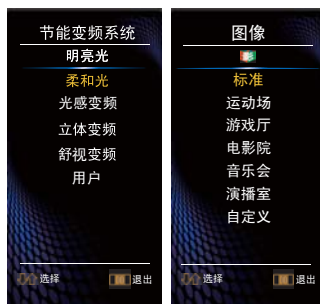 节能变频系统
明亮光
柔和光
光感变频
立体变频
舒视变频
用户
选择
退出
图像
标准
运动场
游戏厅
电影院
音乐会
演播室
自定义
选择
退出